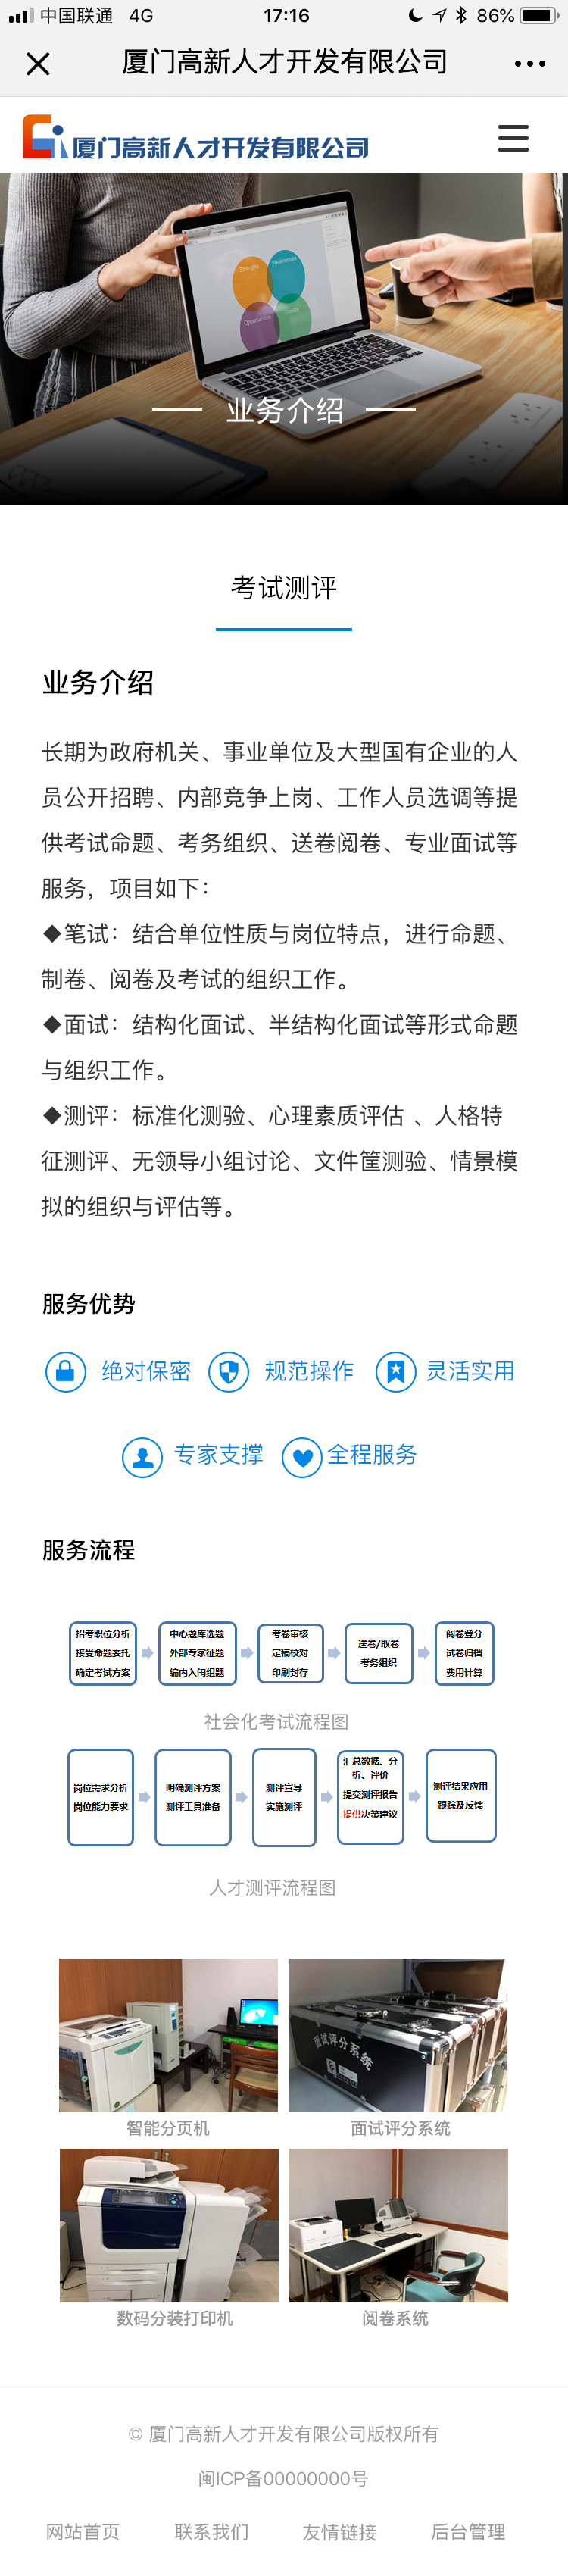 中国联通 4G 17:16 86%
厦门高新人才开发有限公司
厦门高新人才开发有限公司
Strengths
Opportunities
业务介绍
考试测评
业务介绍
长期为政府机关、事业单位及大型国有企业的人
员公开招聘、内部竞争上岗、工作人员选调等提
供考试命题、考务组织、送卷阅卷、专业面试等
服务，项目如下：
◆笔试：结合单位性质与岗位特点，进行命题、
制卷、阅卷及考试的组织工作。
◆面试：结构化面试、半结构化面试等形式命题
与组织工作。
◆测评：标准化测验、心理素质评估 、人格特
征测评、无领导小组讨论、文件筐测验、情景模
拟的组织与评估等。
服务优势
绝对保密 规范操作 灵活实用
专家支撑 全程服务
服务流程
招考职位分析
接受命题委托
确定考试方案
中心题库选题
外部专家征题
编内入闱组题
考卷审核
定稿校对
印刷封存
送卷/取卷
考务组织
阅卷登分
试卷归档
费用计算
社会化考试流程图
岗位需求分析
岗位能力要求
明确测评方案
测评工具准备
测评宣导
实施测评
汇总数据、分
析、评价
提交测评报告
提供决策建议
测评结果应用
跟踪及反馈
人才测评流程图
面试评分系统
智能分页机 面试评分系统
数码分装打印机 阅卷系统
© 厦门高新人才开发有限公司版权所有
闽ICP备00000000号
网站首页 联系我们 友情链接 后台管理